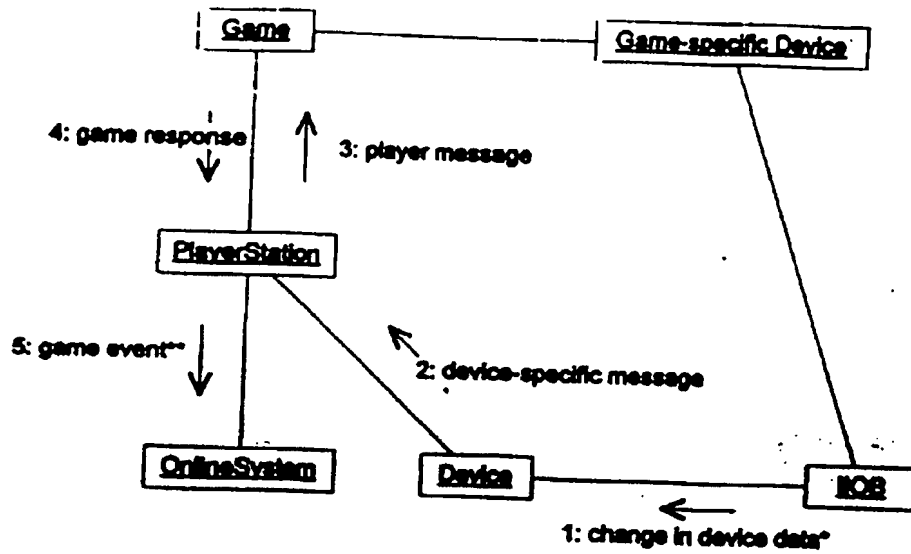 Game
Game-specific Device
4: game response
3: player message
PlayerStation
5: game event**
2: device-specific message
OnlineSystem
Device
IIOB
1: change in device data*